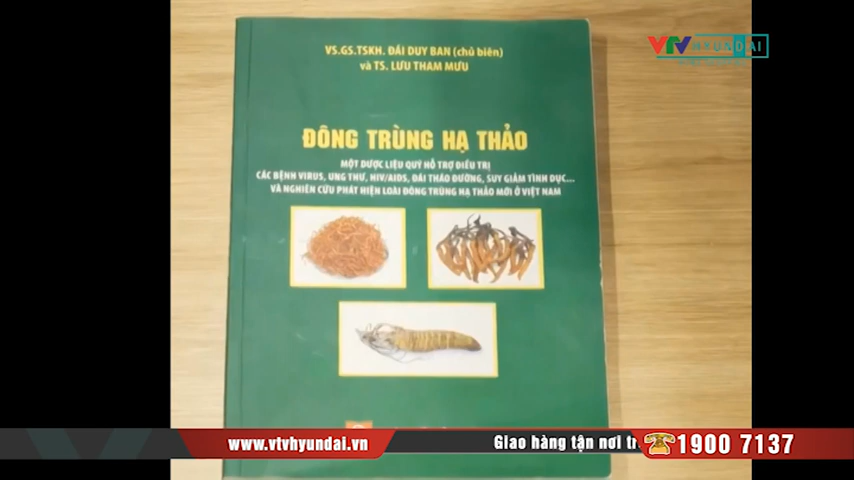 VTV HYUNDAI
VS.GS.TSKH. ĐÁI DUY BAN (chủ biên)
và TS. LƯU THAM MƯU
ĐÔNG TRÙNG HẠ THẢO
MỘT DƯỢC LIỆU QUÝ HỖ TRỢ ĐIỀU TRỊ
CÁC BỆNH VIRUS, UNG THƯ, HIV/AIDS, ĐÁI THÁO ĐƯỜNG, SUY GIẢM TÌNH DỤC...
VÀ NGHIÊN CỨU PHÁT HIỆN LOÀI ĐÔNG TRÙNG HẠ THẢO MỚI Ở VIỆT NAM
www.vtvhyundai.vn
Giao hàng tận nơi
1900 7137